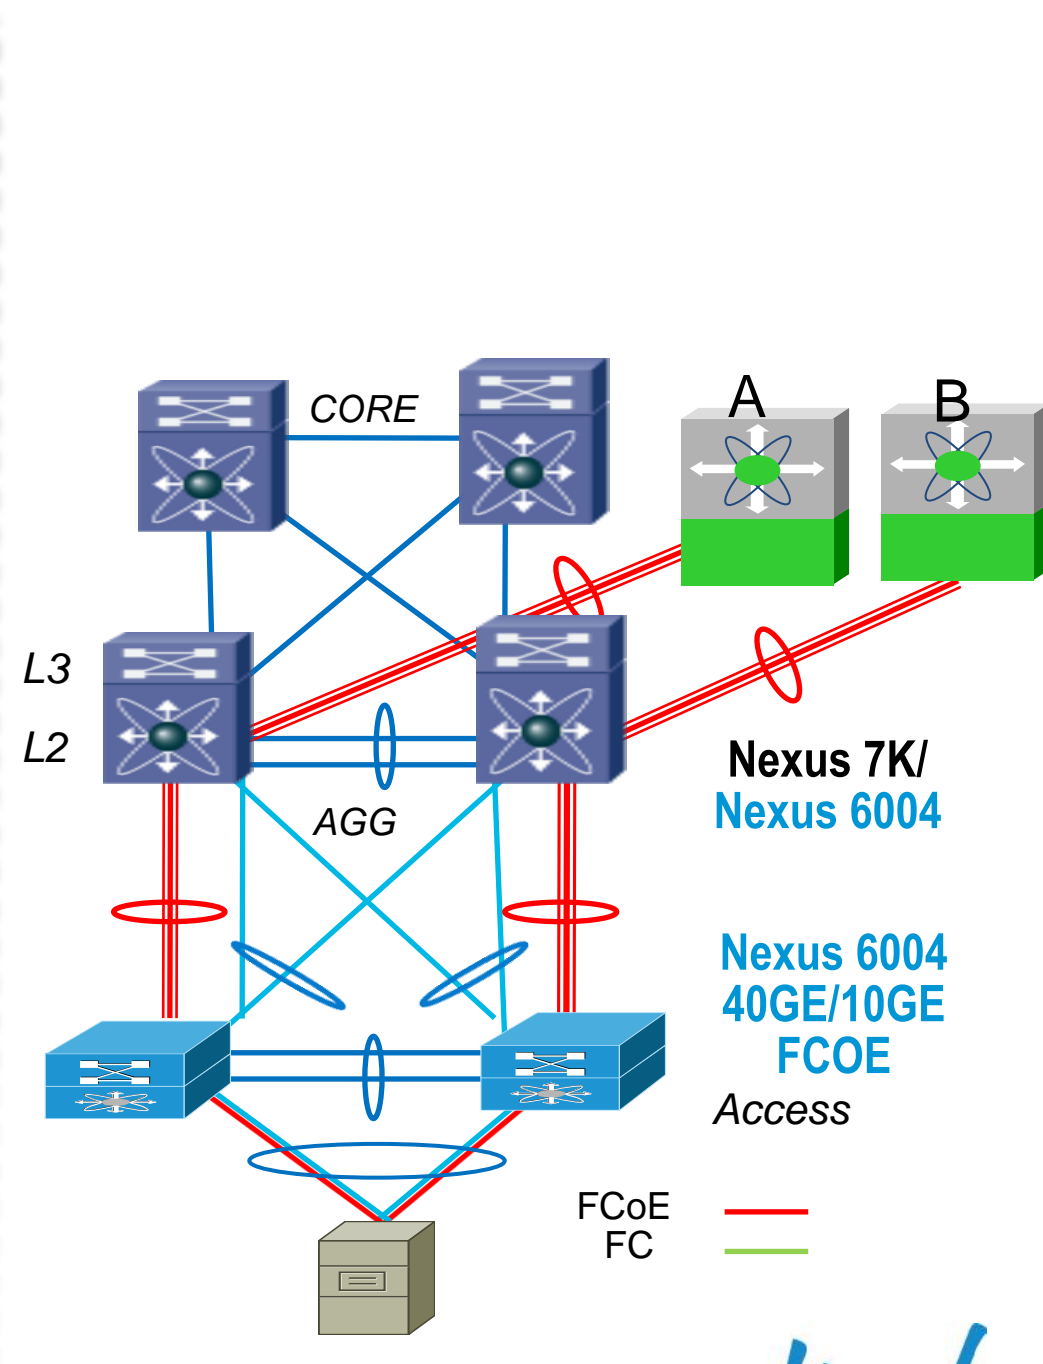 CORE
A
B
L3
L2
Nexus 7K/
Nexus 6004
AGG
Nexus 6004
40GE/10GE
FCOE
Access
FCoE
FC